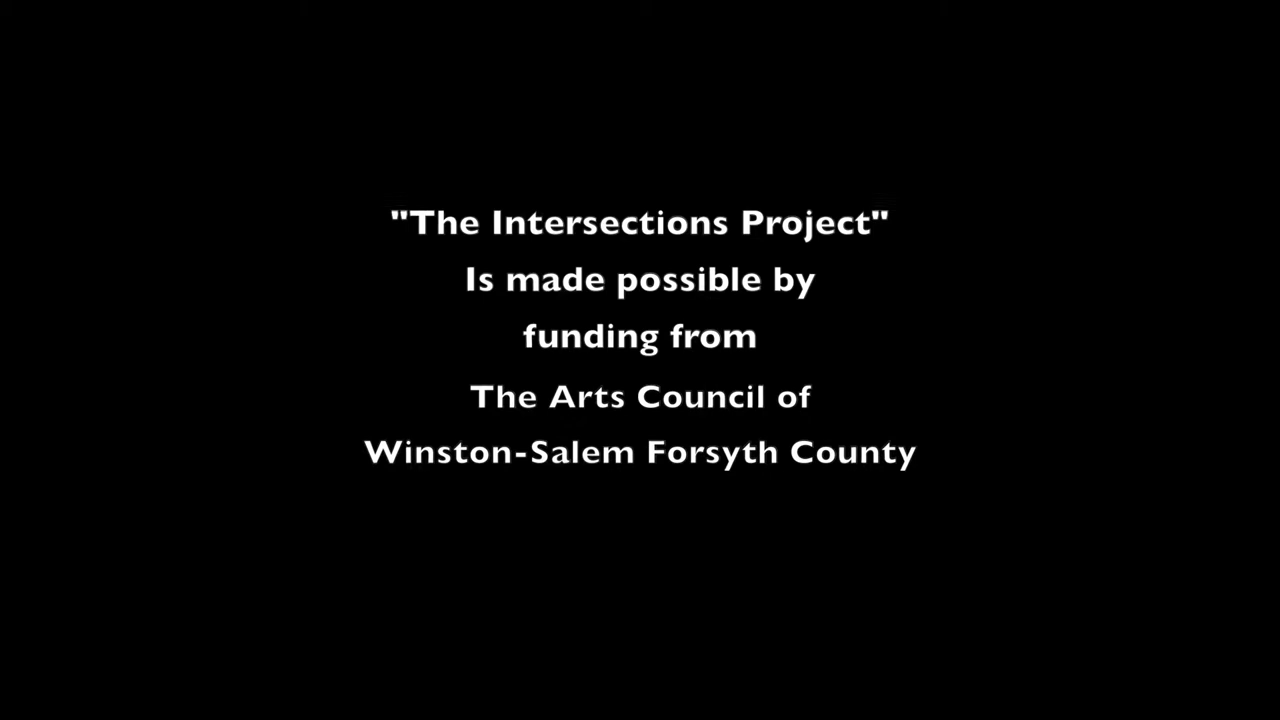 "The Intersections Project"
Is made possible by
funding from
The Arts Council of
Winston-Salem Forsyth County